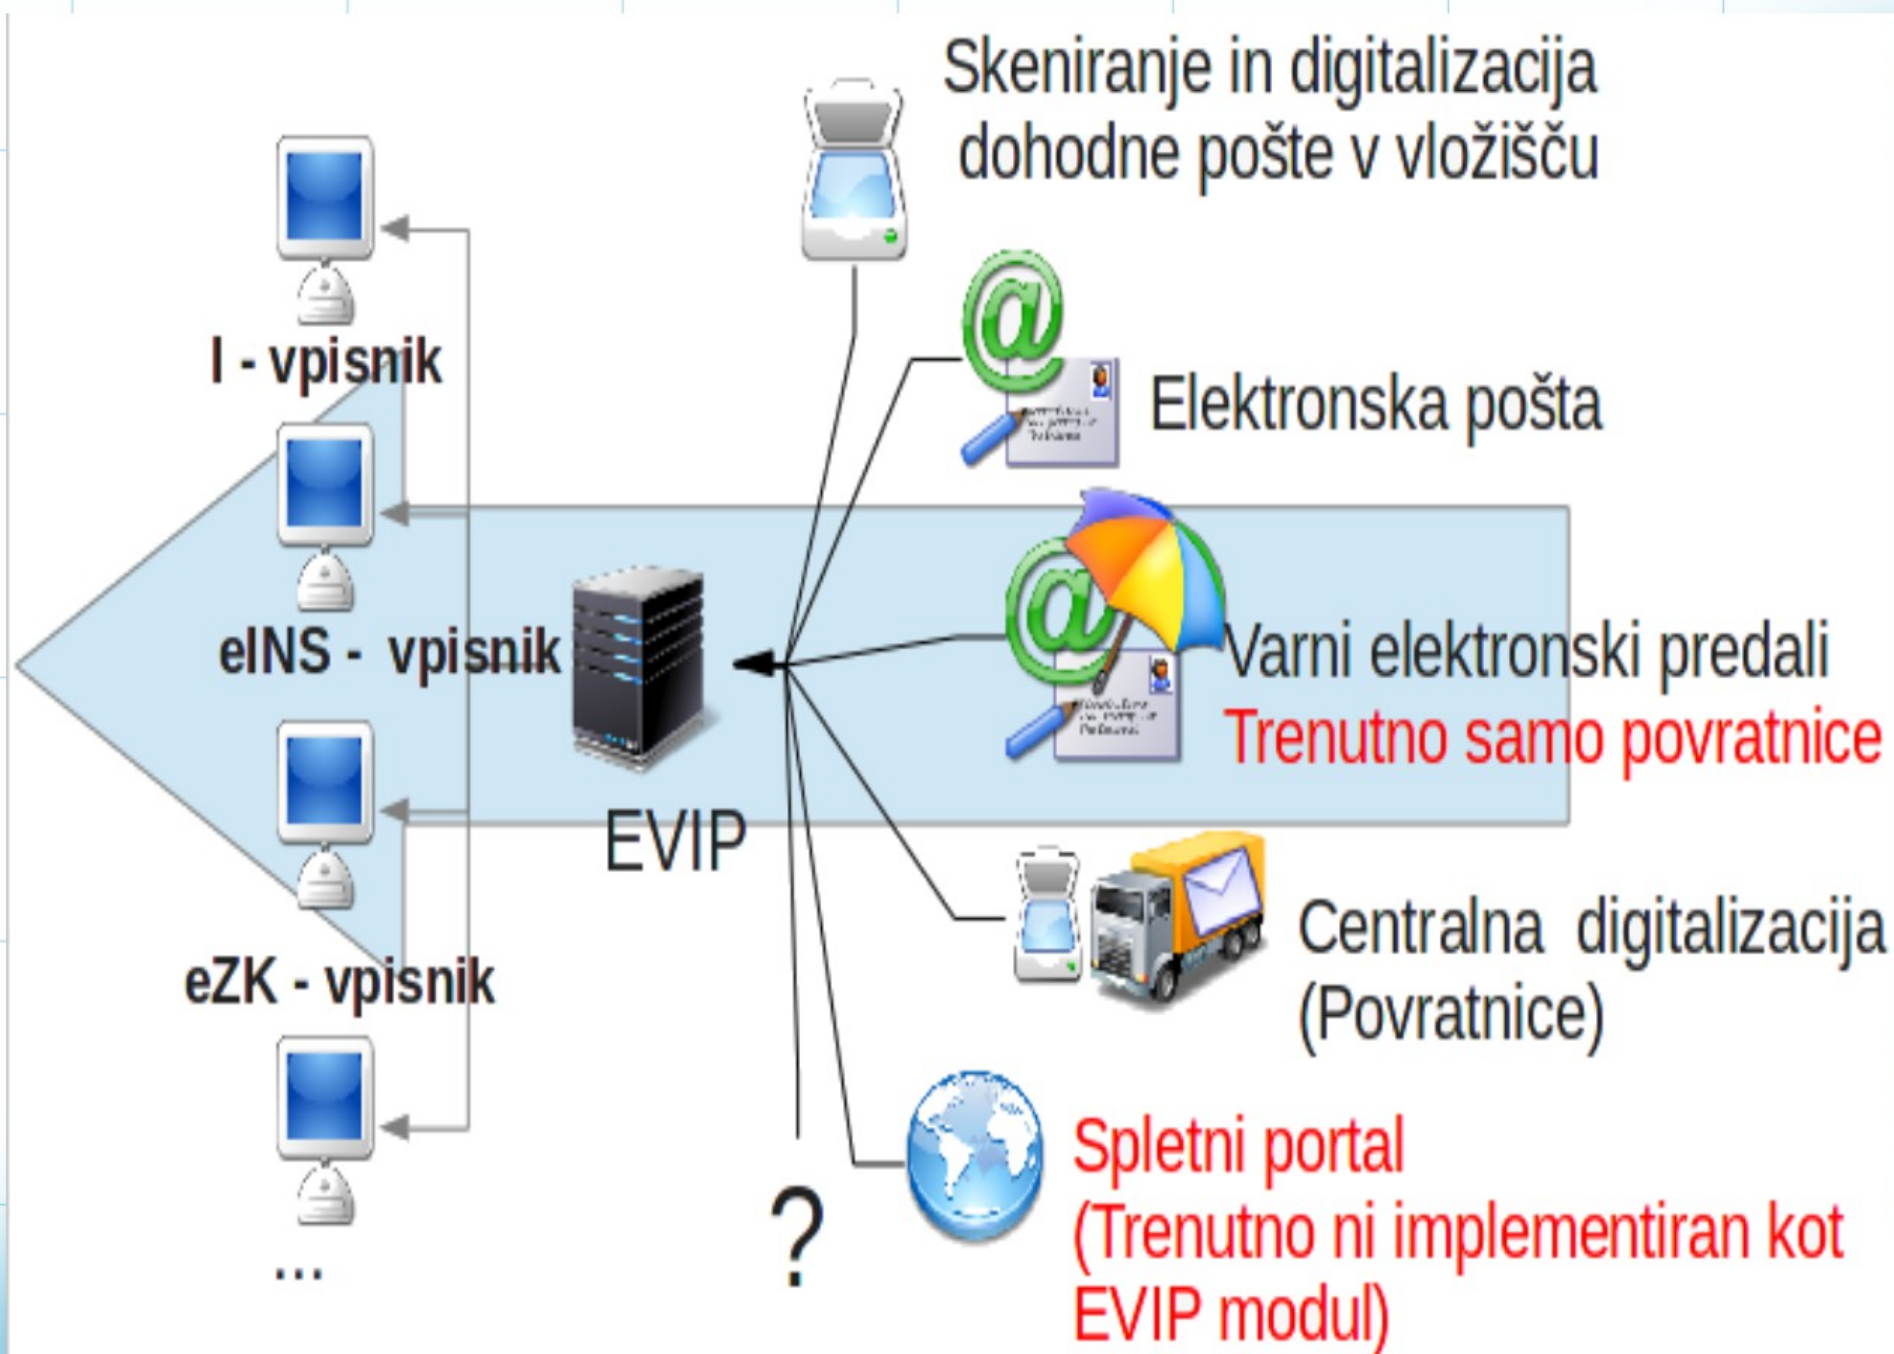 Skeniranje in digitalizacija
dohodne pošte v vložišču
I - vpisnik
Elektronska pošta
eINS - vpisnik
Varni elektronski predali
Trenutno samo povratnice
EVIP
Centralna digitalizacija
(Povratnice)
eZK - vpisnik
Spletni portal
(Trenutno ni implementiran kot
EVIP modul)
?
...